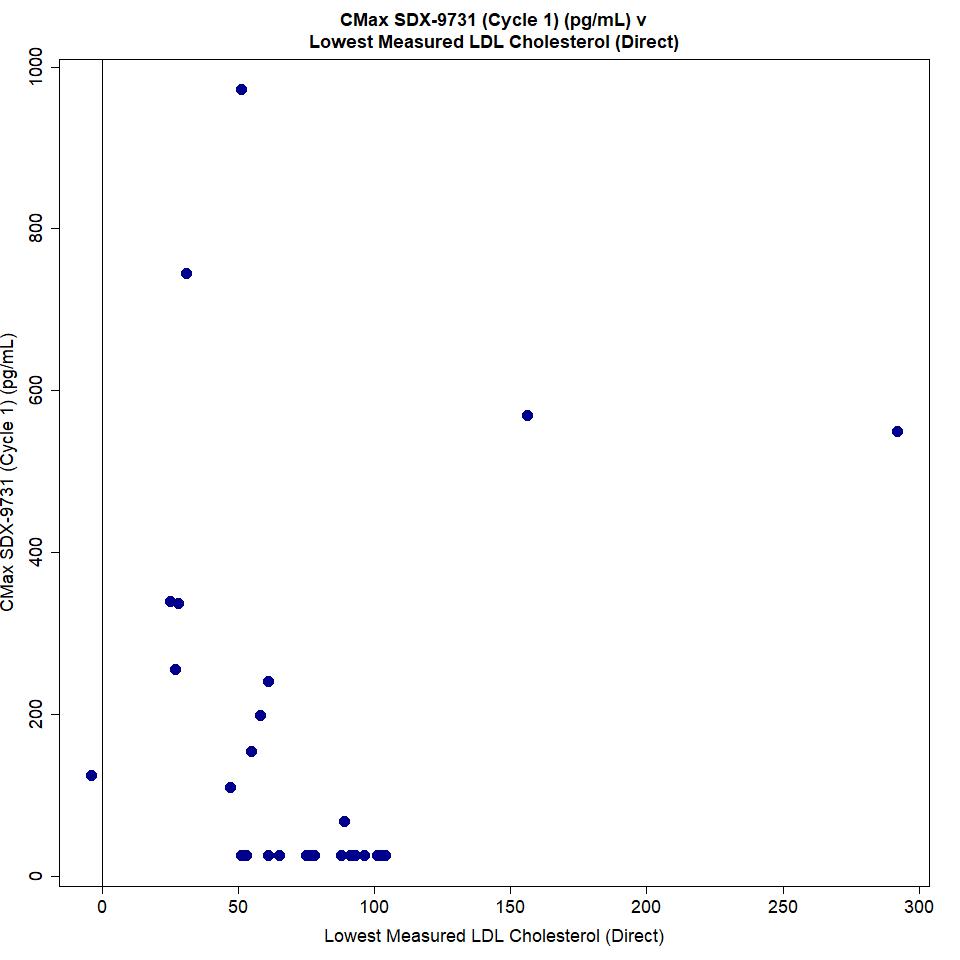 CMax SDX-9731 (Cycle 1) (pg/mL) v
Lowest Measured LDL Cholesterol (Direct)
CMax SDX-9731 (Cycle 1) (pg/mL)
1000
800
600
400
200
0
0 50 100 150 200 250 300
Lowest Measured LDL Cholesterol (Direct)